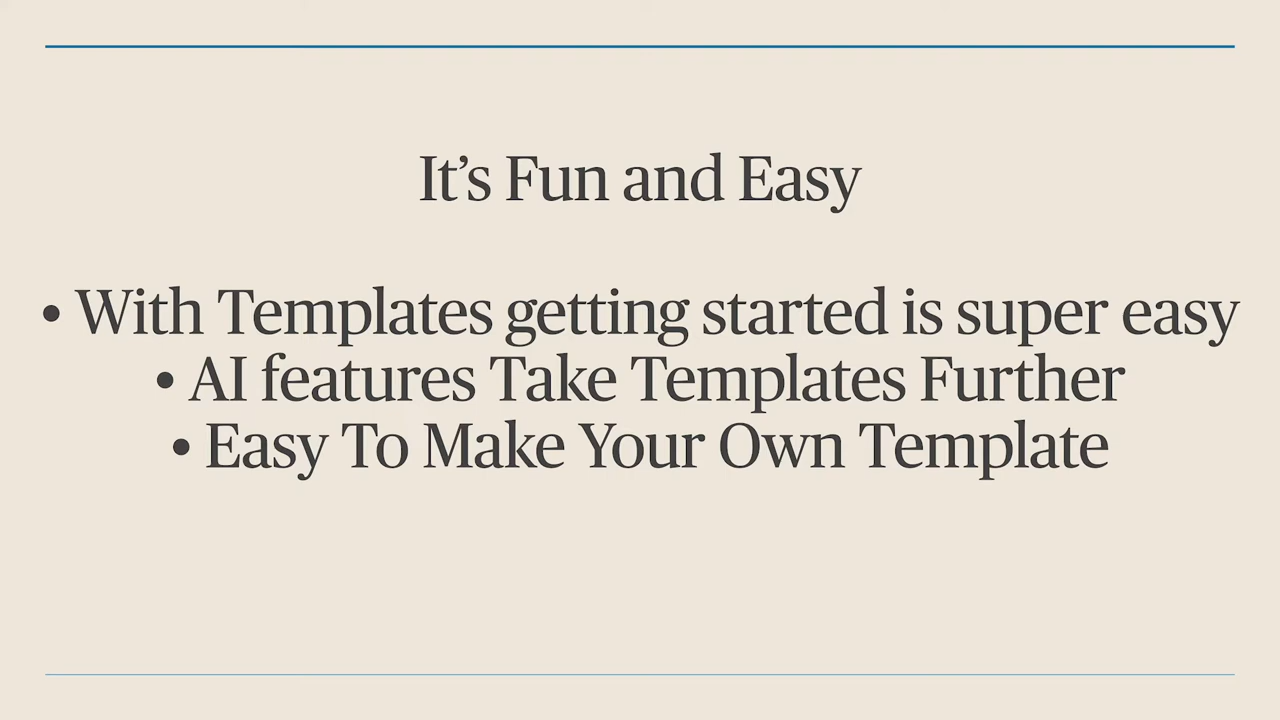 It’s Fun and Easy
• With Templates getting started is super easy
• AI features Take Templates Further
• Easy To Make Your Own Template